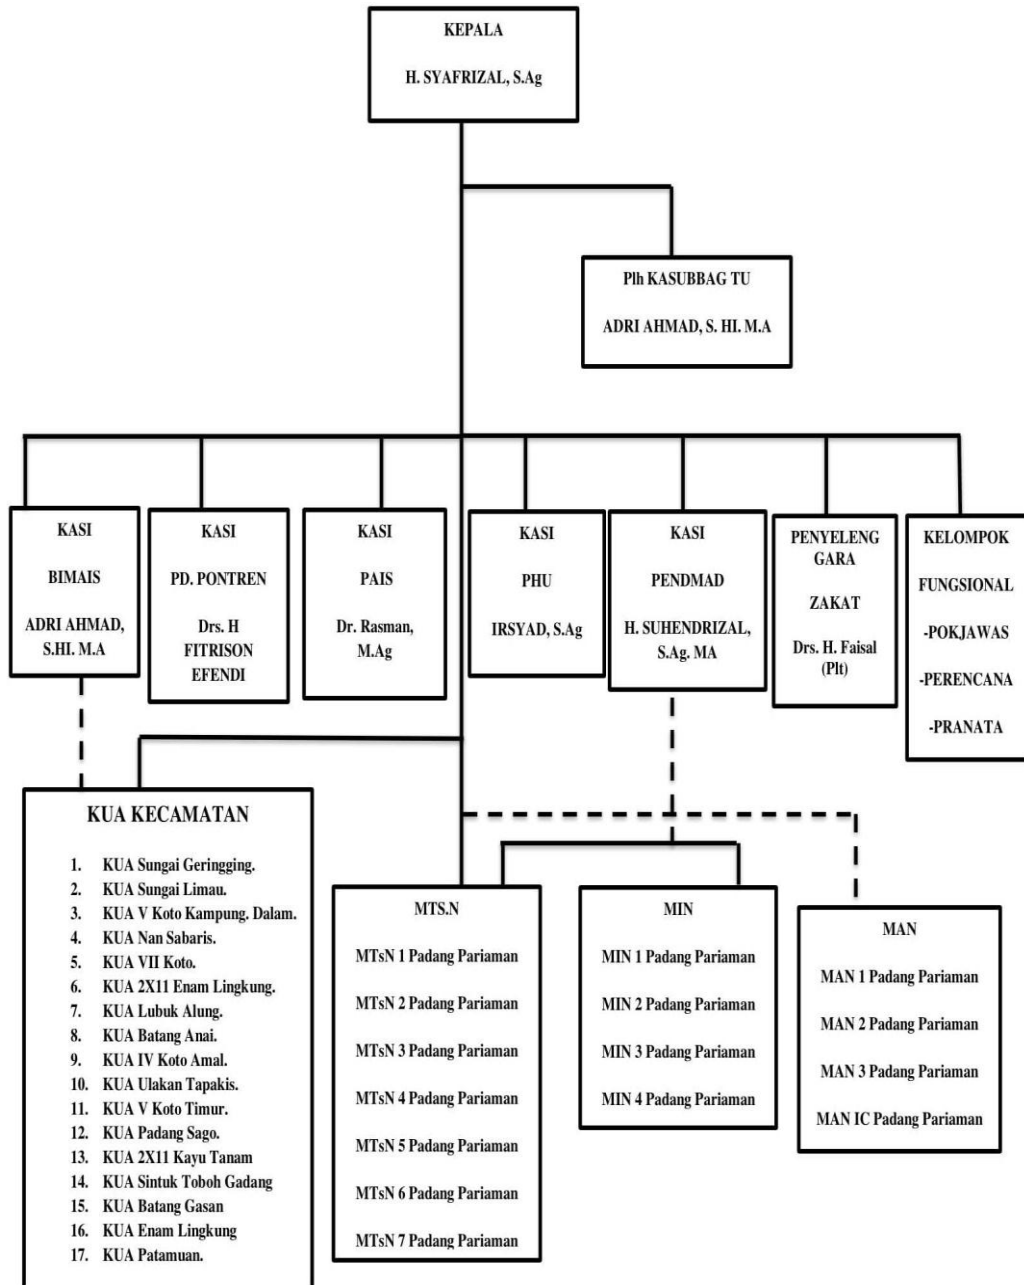 KEPALA
H. SYAFRIZAL, S.Ag
Plh KASUBBAG TU
ADRI AHMAD, S. HI. M.A
KASI
BIMAIS
ADRI AHMAD,
S.HI. M.A
KASI
PD. PONTREN
Drs. H
FITRISON
EFENDI
KASI
PAIS
Dr. Rasman,
M.Ag
KASI
PHU
IRSYAD, S.Ag
KASI
PENDMAD
H. SUHENDRIZAL,
S.Ag. MA
PENYELENG
GARA
ZAKAT
Drs. H. Faisal
(Plt)
KELOMPOK
FUNGSIONAL
-POKJAWAS
-PERENCANA
-PRANATA
KUA KECAMATAN
1. KUA Sungai Geringging.
2. KUA Sungai Limau.
3. KUA V Koto Kampung. Dalam.
4. KUA Nan Sabaris.
5. KUA VII Koto.
6. KUA 2X11 Enam Lingkung.
7. KUA Lubuk Alung.
8. KUA Batang Anai.
9. KUA IV Koto Amal.
10. KUA Ulakan Tapakis.
11. KUA V Koto Timur.
12. KUA Padang Sago.
13. KUA 2X11 Kayu Tanam
14. KUA Sintuk Toboh Gadang
15. KUA Batang Gasan
16. KUA Enam Lingkung
17. KUA Patamuan.
MTS.N
MTsN 1 Padang Pariaman
MTsN 2 Padang Pariaman
MTsN 3 Padang Pariaman
MTsN 4 Padang Pariaman
MTsN 5 Padang Pariaman
MTsN 6 Padang Pariaman
MTsN 7 Padang Pariaman
MIN
MIN 1 Padang Pariaman
MIN 2 Padang Pariaman
MIN 3 Padang Pariaman
MIN 4 Padang Pariaman
MAN
MAN 1 Padang Pariaman
MAN 2 Padang Pariaman
MAN 3 Padang Pariaman
MAN IC Padang Pariaman